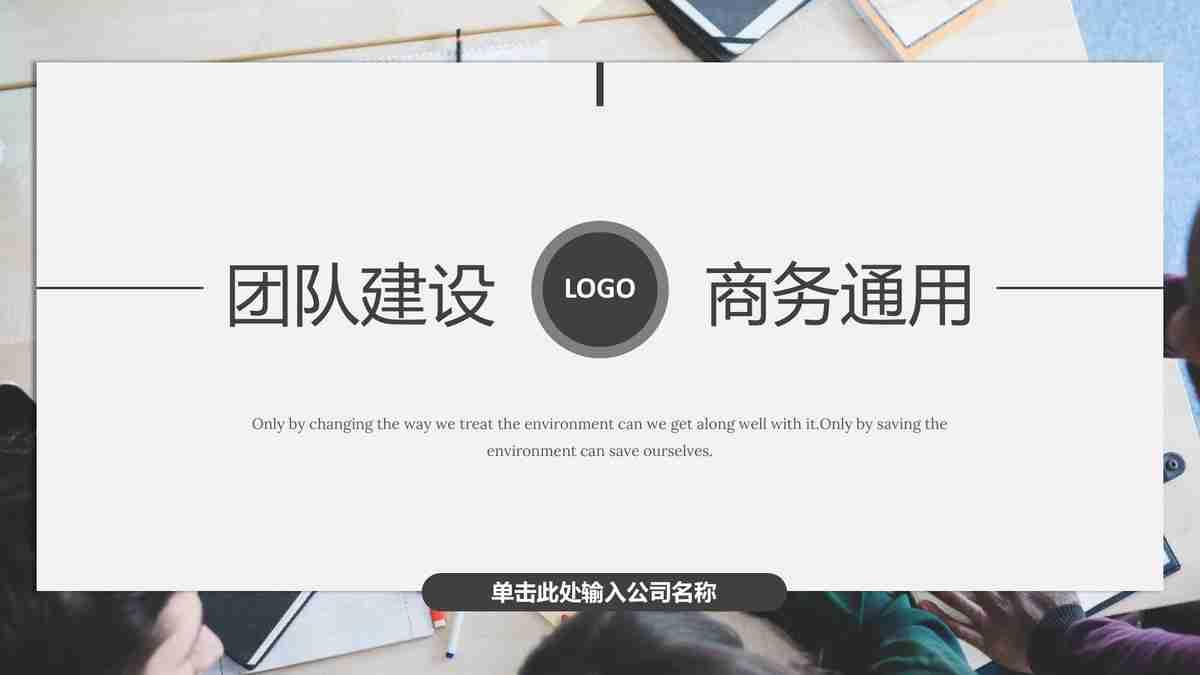 团队建设
LOGO
商务通用
Only by changing the way we treat the environment can we get along well with it.Only by saving the
environment can save ourselves.
单击此处输入公司名称